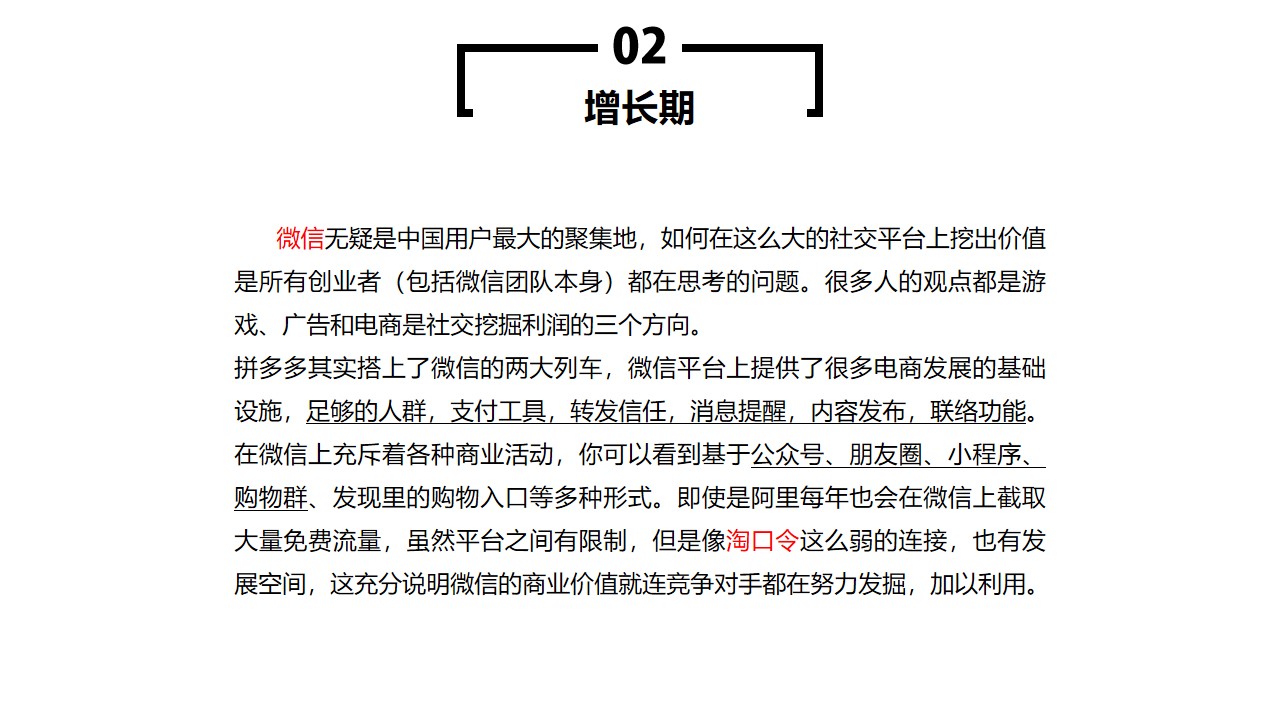 02
增长期
微信无疑是中国用户最大的聚集地，如何在这么大的社交平台上挖出价值
是所有创业者（包括微信团队本身）都在思考的问题。很多人的观点都是游
戏、广告和电商是社交挖掘利润的三个方向。
拼多多其实搭上了微信的两大列车，微信平台上提供了很多电商发展的基础
设施，足够的人群，支付工具，转发信任，消息提醒，内容发布，联络功能。
在微信上充斥着各种商业活动，你可以看到基于公众号、朋友圈、小程序、
购物群、发现里的购物入口等多种形式。即使是阿里每年也会在微信上截取
大量免费流量，虽然平台之间有限制，但是像淘口令这么弱的连接，也有发
展空间，这充分说明微信的商业价值就连竞争对手都在努力发掘，加以利用。